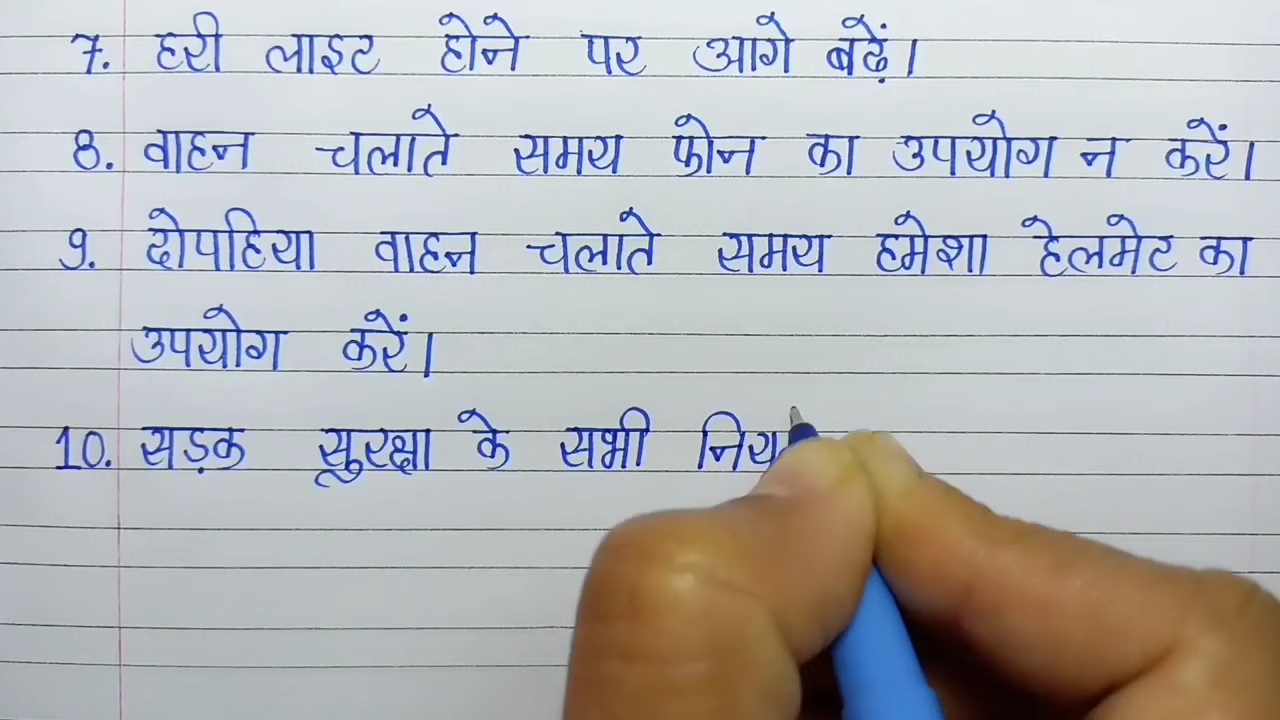 7. हरी लाइट होने पर आगे बढ़ें।
8. वाहन चलाते समय फोन का उपयोग न करें।
9. दोपहिया वाहन चलाते समय हमेशा हेलमेट का
उपयोग करें।
10. सड़क सुरक्षा के सभी निय